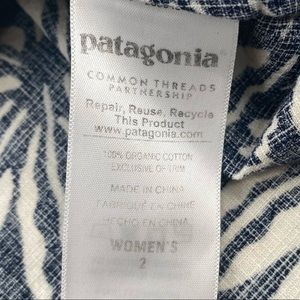 patagonia
COMMON THREADS
PARTNERSHIP
Repair, Reuse, Recycle
This Product
www.patagonia.com
100% ORGANIC COTTON
EXCLUSIVE OF TRIM
MADE IN CHINA
FABRIQUÉ EN CHINE
HECHO EN CHINA
WOMEN'S
2